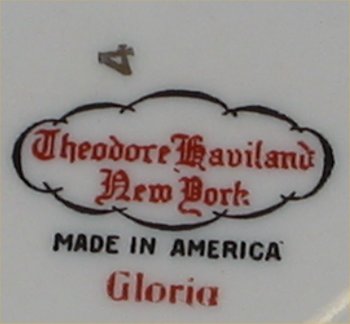 4
Theodore Haviland
New York
MADE IN AMERICA
Gloria